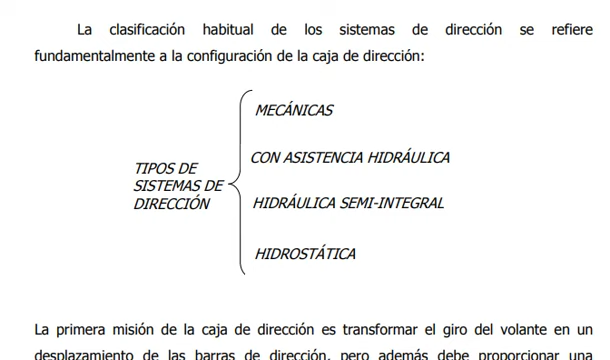 La clasificación habitual de los sistemas de dirección se refiere
fundamentalmente a la configuración de la caja de dirección:
MECÁNICAS
CON ASISTENCIA HIDRÁULICA
TIPOS DE
SISTEMAS DE
DIRECCIÓN
HIDRÁULICA SEMI-INTEGRAL
HIDROSTÁTICA
La primera misión de la caja de dirección es transformar el giro del volante en un
desplazamiento de las barras de dirección, pero además debe proporcionar una